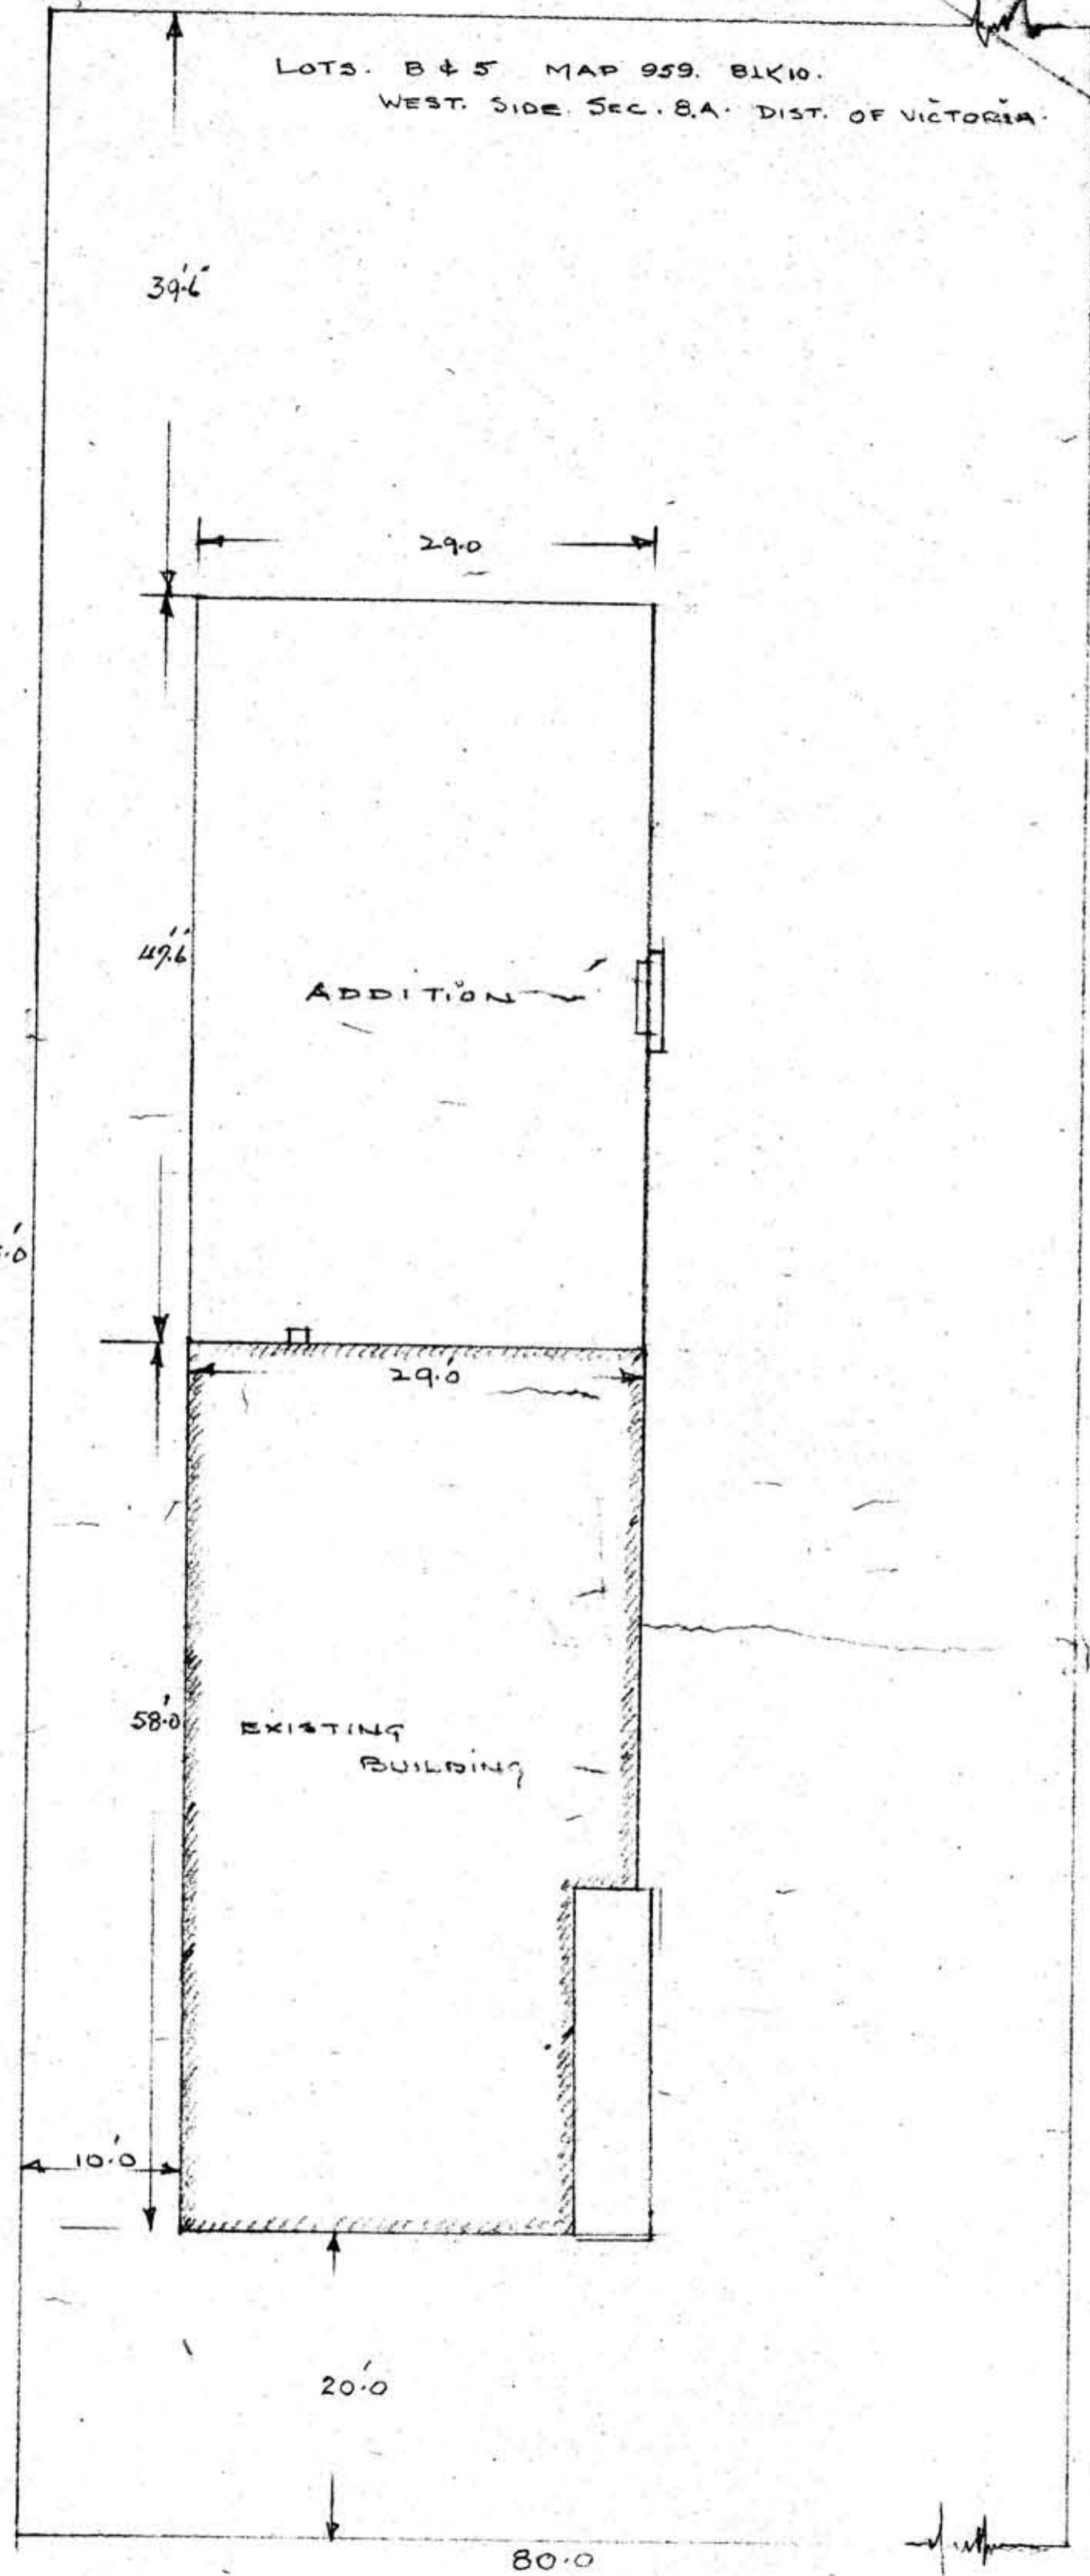 LOTS. B & 5 MAP 959. BLK 10.
WEST. SIDE. SEC. 8.A. DIST. OF VICTORIA.
39'.6"
29.0
47'.6"
ADDITION
29'.0
58'.0
EXISTING
BUILDING
10'.0
20'.0
80.0